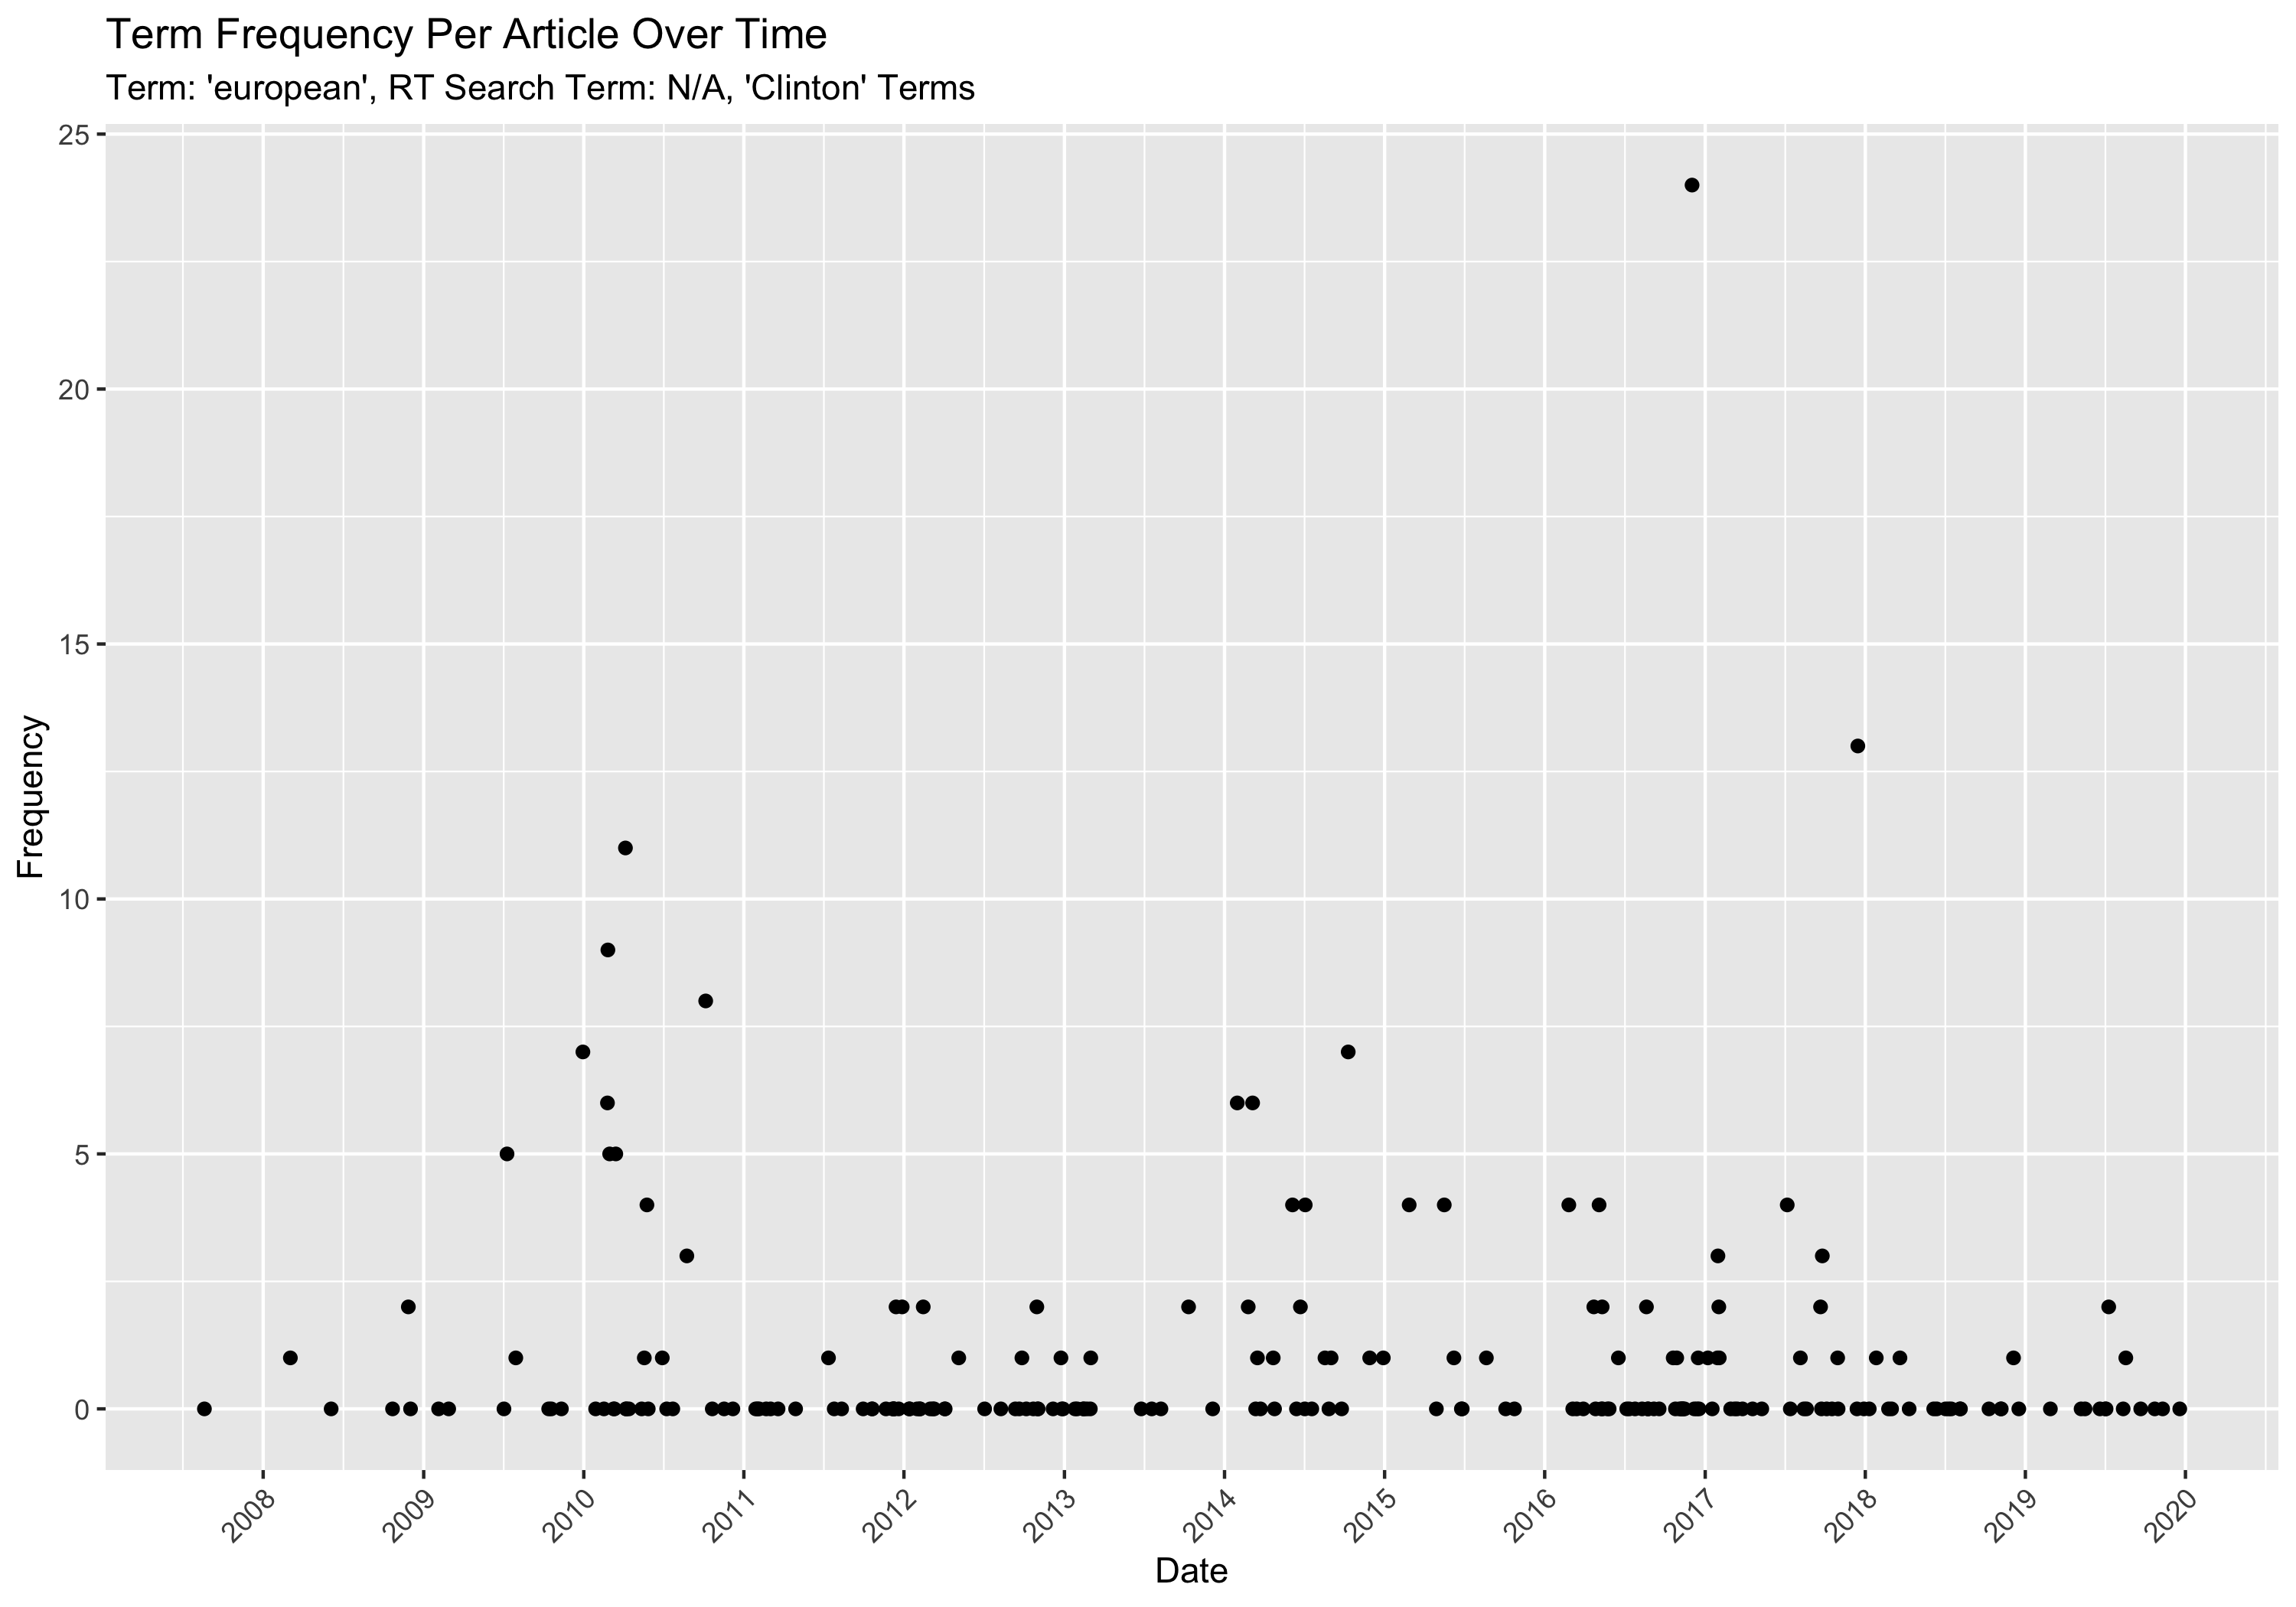 Term Frequency Per Article Over Time
Term: 'european', RT Search Term: N/A, 'Clinton' Terms
25
20
15
10
5
0
Frequency
2008 2009 2010 2011 2012 2013 2014 2015 2016 2017 2018 2019 2020
Date